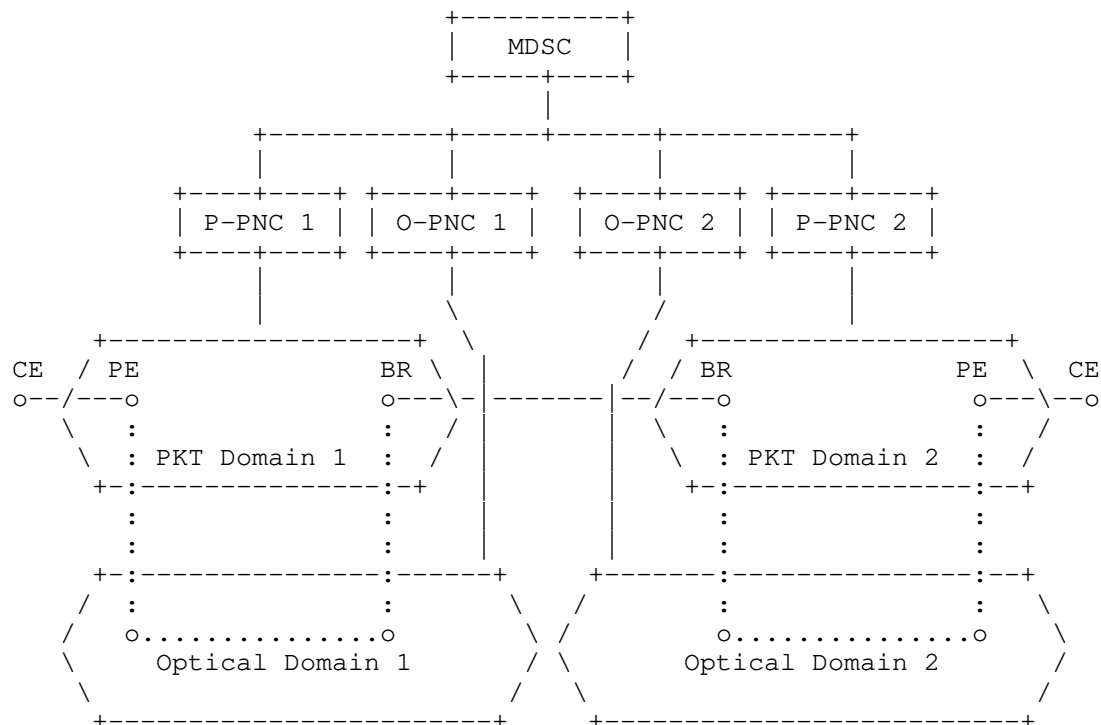 MDSC
P-PNC 1 O-PNC 1 O-PNC 2 P-PNC 2
CE PE BR BR PE CE
PKT Domain 1 PKT Domain 2
Optical Domain 1 Optical Domain 2